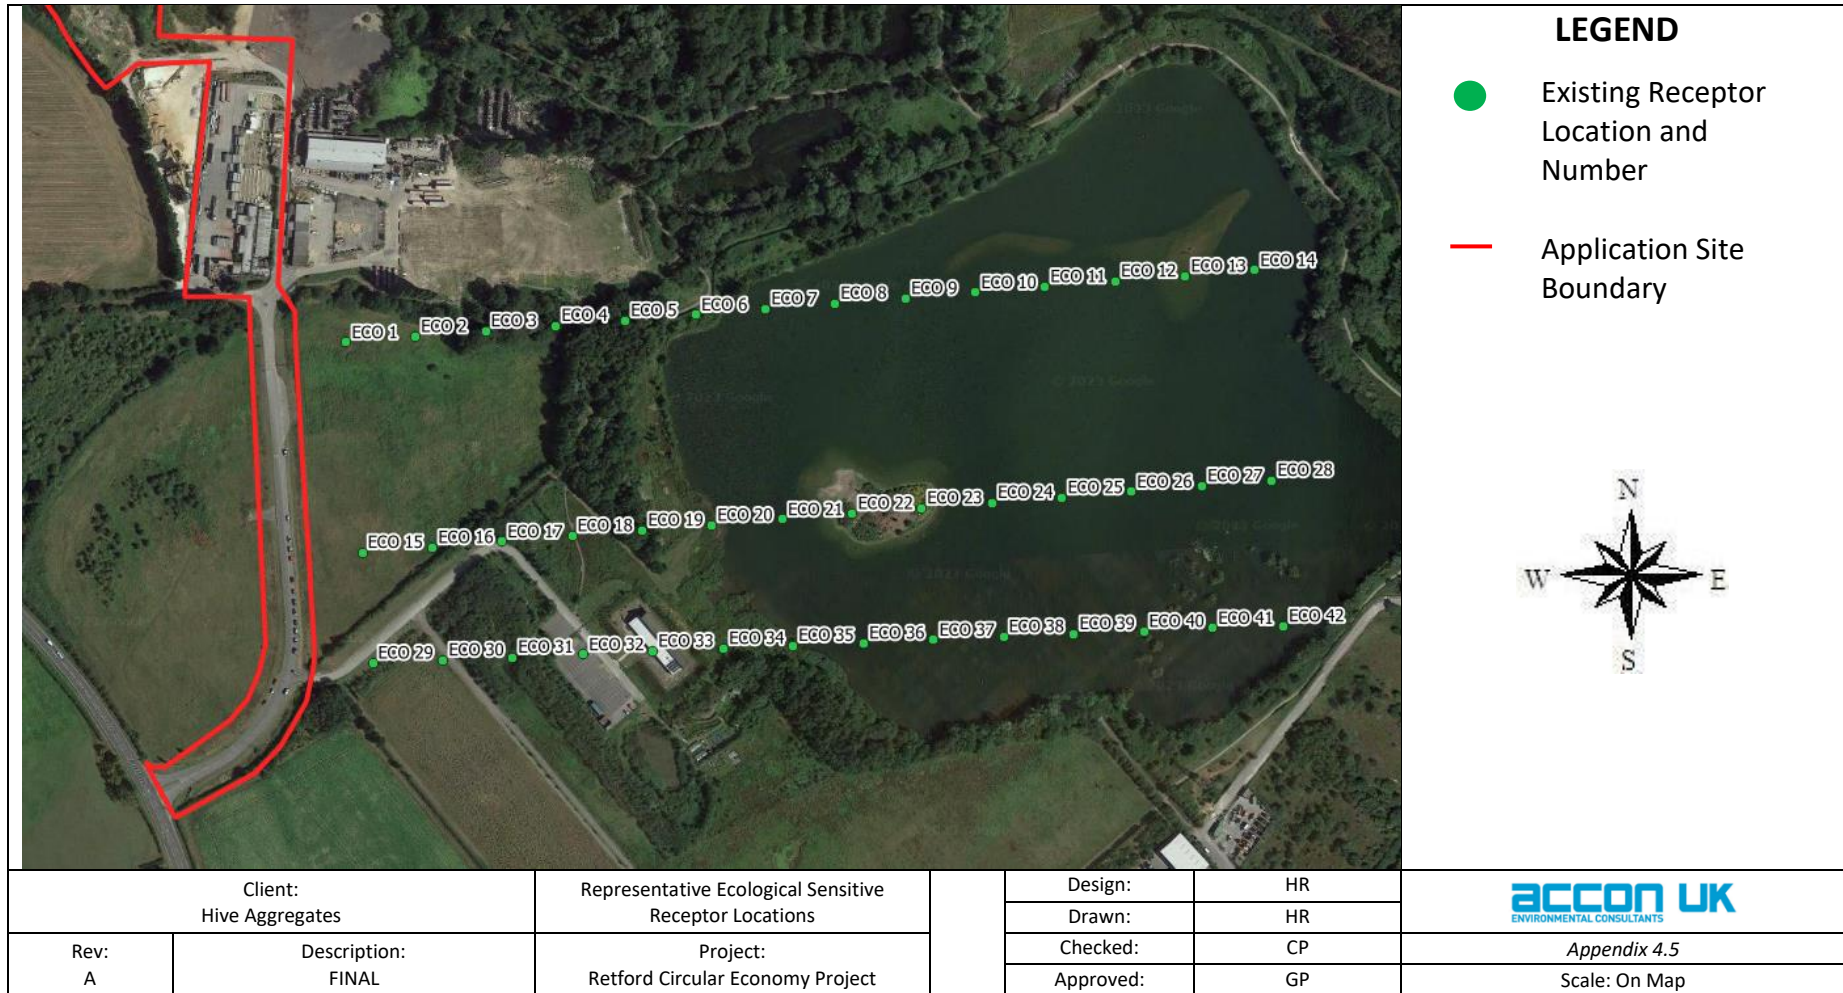 LEGEND
Existing Receptor
Location and
Number
Application Site
Boundary
N
W
E
S
ECO 1
ECO 2
ECO 3
ECO 4
ECO 5
ECO 6
ECO 7
ECO 8
ECO 9
ECO 10
ECO 11
ECO 12
ECO 13
ECO 14
ECO 15
ECO 16
ECO 17
ECO 18
ECO 19
ECO 20
ECO 21
ECO 22
ECO 23
ECO 24
ECO 25
ECO 26
ECO 27
ECO 28
ECO 29
ECO 30
ECO 31
ECO 32
ECO 33
ECO 34
ECO 35
ECO 36
ECO 37
ECO 38
ECO 39
ECO 40
ECO 41
ECO 42
Client:
Hive Aggregates
Representative Ecological Sensitive
Receptor Locations
Rev:
A
Description:
FINAL
Project:
Retford Circular Economy Project
Design:
HR
Drawn:
HR
Checked:
CP
Approved:
GP
accon UK
ENVIRONMENTAL CONSULTANTS
Appendix 4.5
Scale: On Map